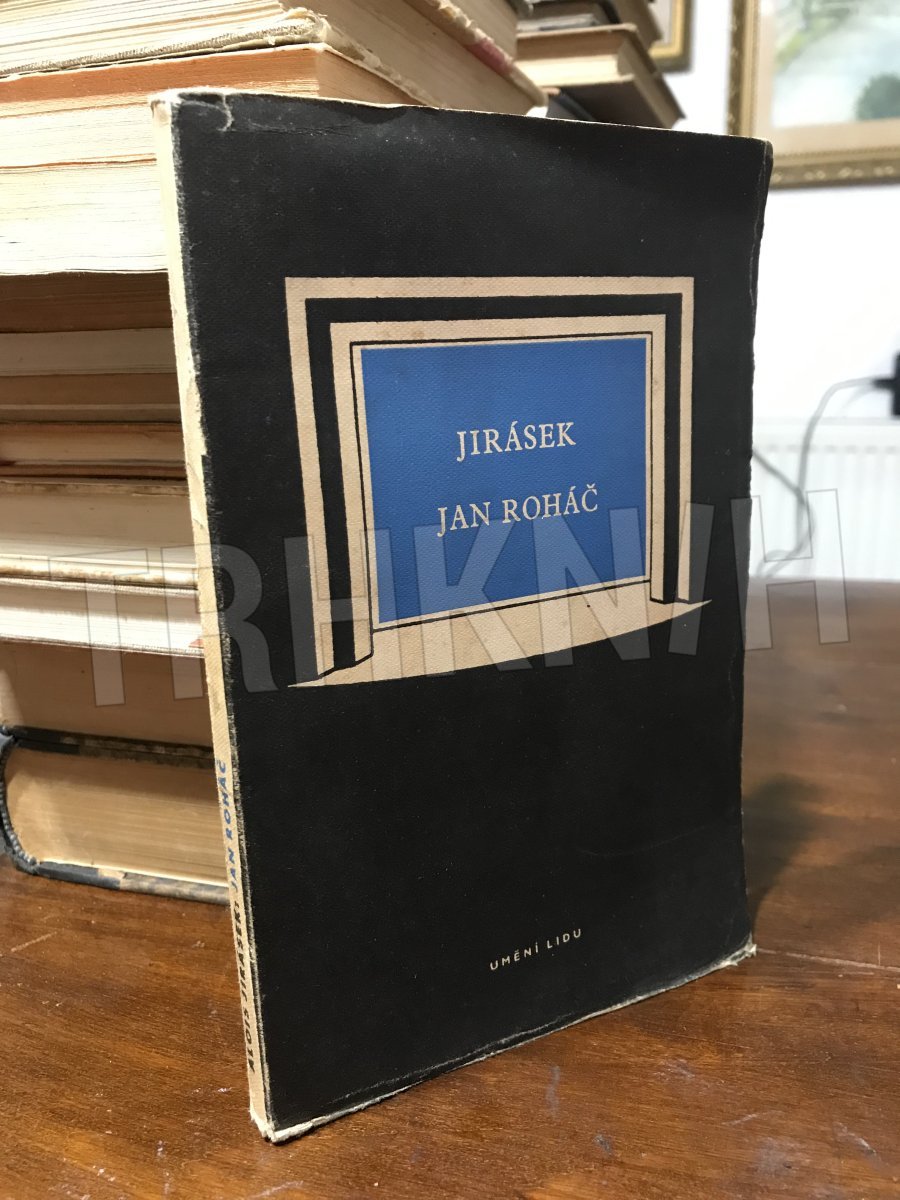 JIRÁSEK
JAN ROHÁČ
UMĚNÍ LIDU
ALOIS JIRÁSEK: JAN ROHÁČ
TRHKNIH